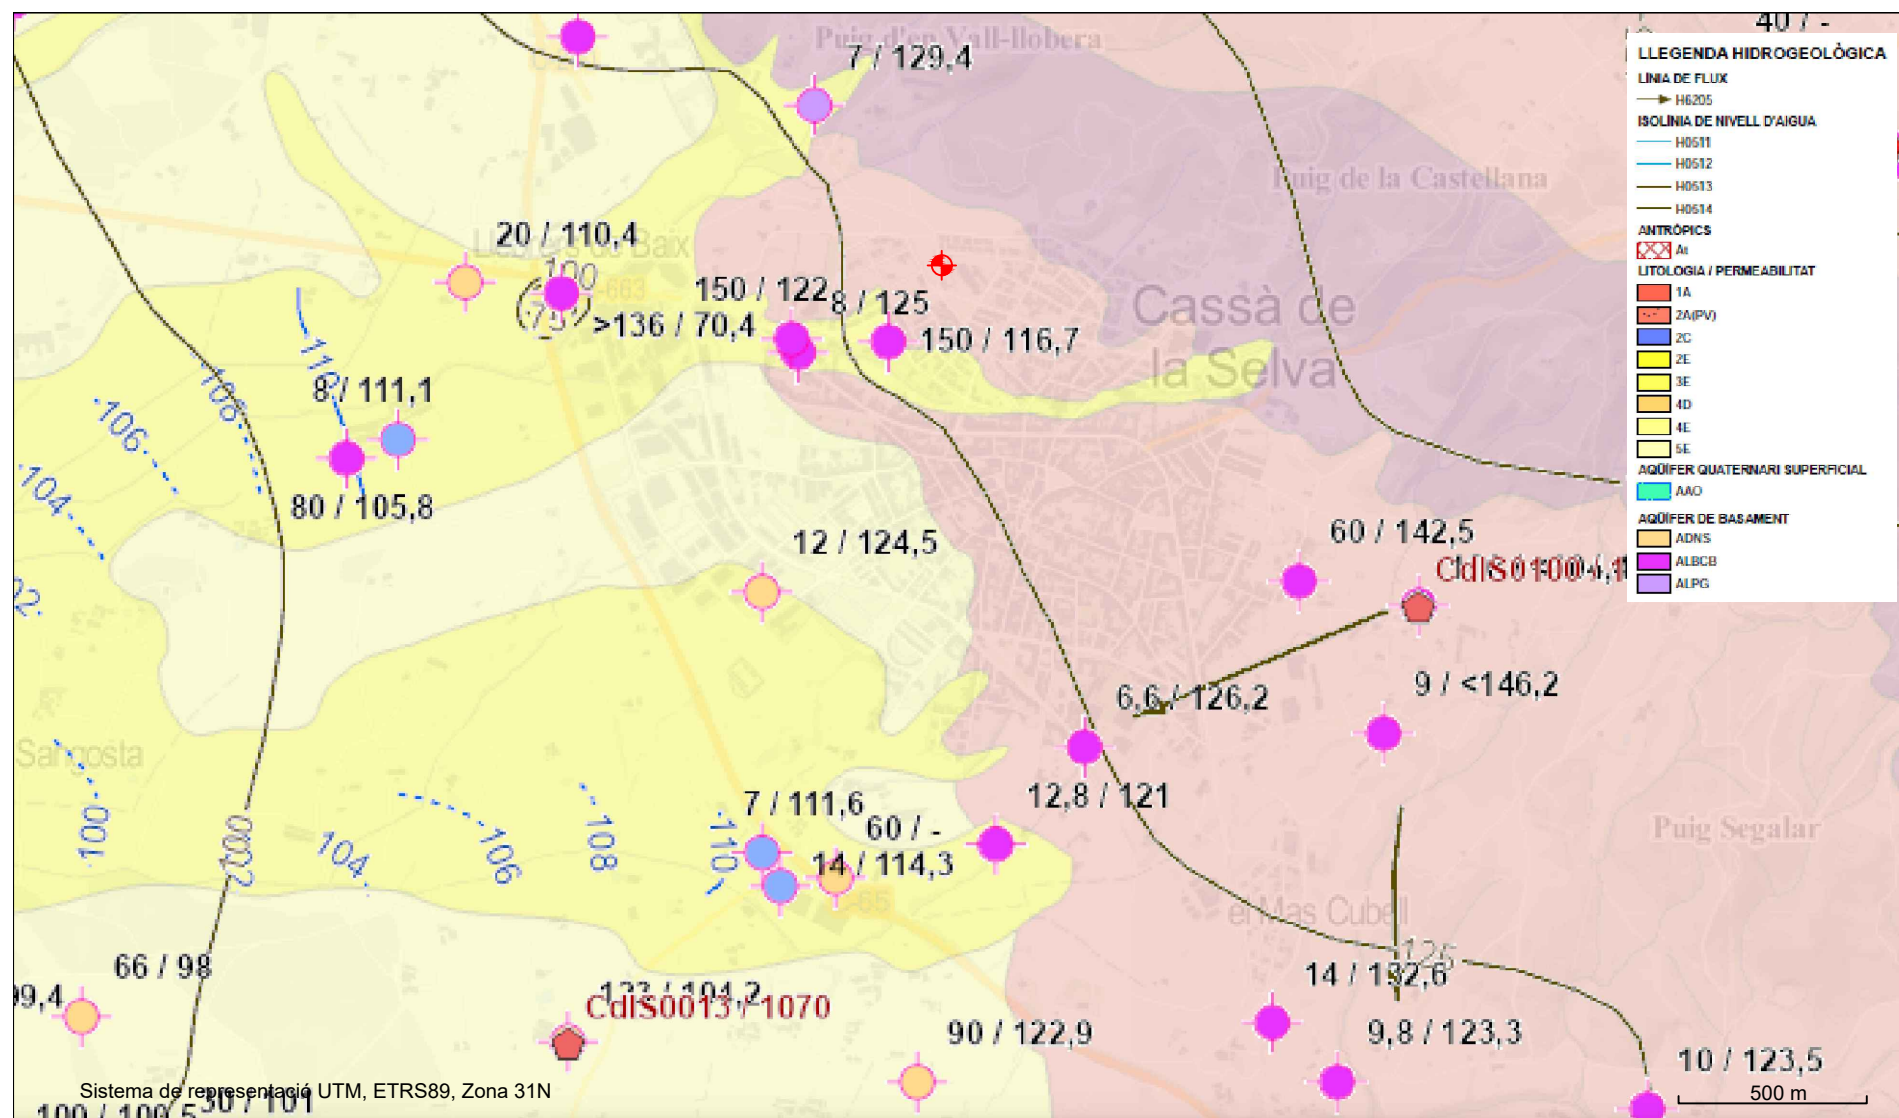 40 / -
Puig d'en Vall-llobera
7 / 129,4
LLEGENDA HIDROGEOLÒGICA
LÍNIA DE FLUX
H6205
ISOLÍNIA DE NIVELL D'AIGUA
H0511
H0512
H0513
H0514
ANTRÒPICS
At
LITOLOGIA / PERMEABILITAT
1A
2A(PV)
2C
2E
3E
4D
4E
5E
AQÜÍFER QUATERNARI SUPERFICIAL
AAO
AQÜÍFER DE BASAMENT
ADNS
ALBCB
ALPG
Puig de la Castellana
20 / 110,4
100
75
150 / 122
8 / 125
>136 / 70,4
150 / 116,7
Cassà de
la Selva
110
8 / 111,1
108
106
104
80 / 105,8
12 / 124,5
60 / 142,5
6,6 / 126,2
9 / <146,2
Sangosta
12,8 / 121
7 / 111,6
60 / -
14 / 114,3
C-65
100
100
104
106
108
110
Puig Segalar
el Mas Cubell
125
66 / 98
99,4
CdIS0013 / 1070
14 / 132,6
90 / 122,9
9,8 / 123,3
10 / 123,5
Sistema de representació UTM, ETRS89, Zona 31N
500 m